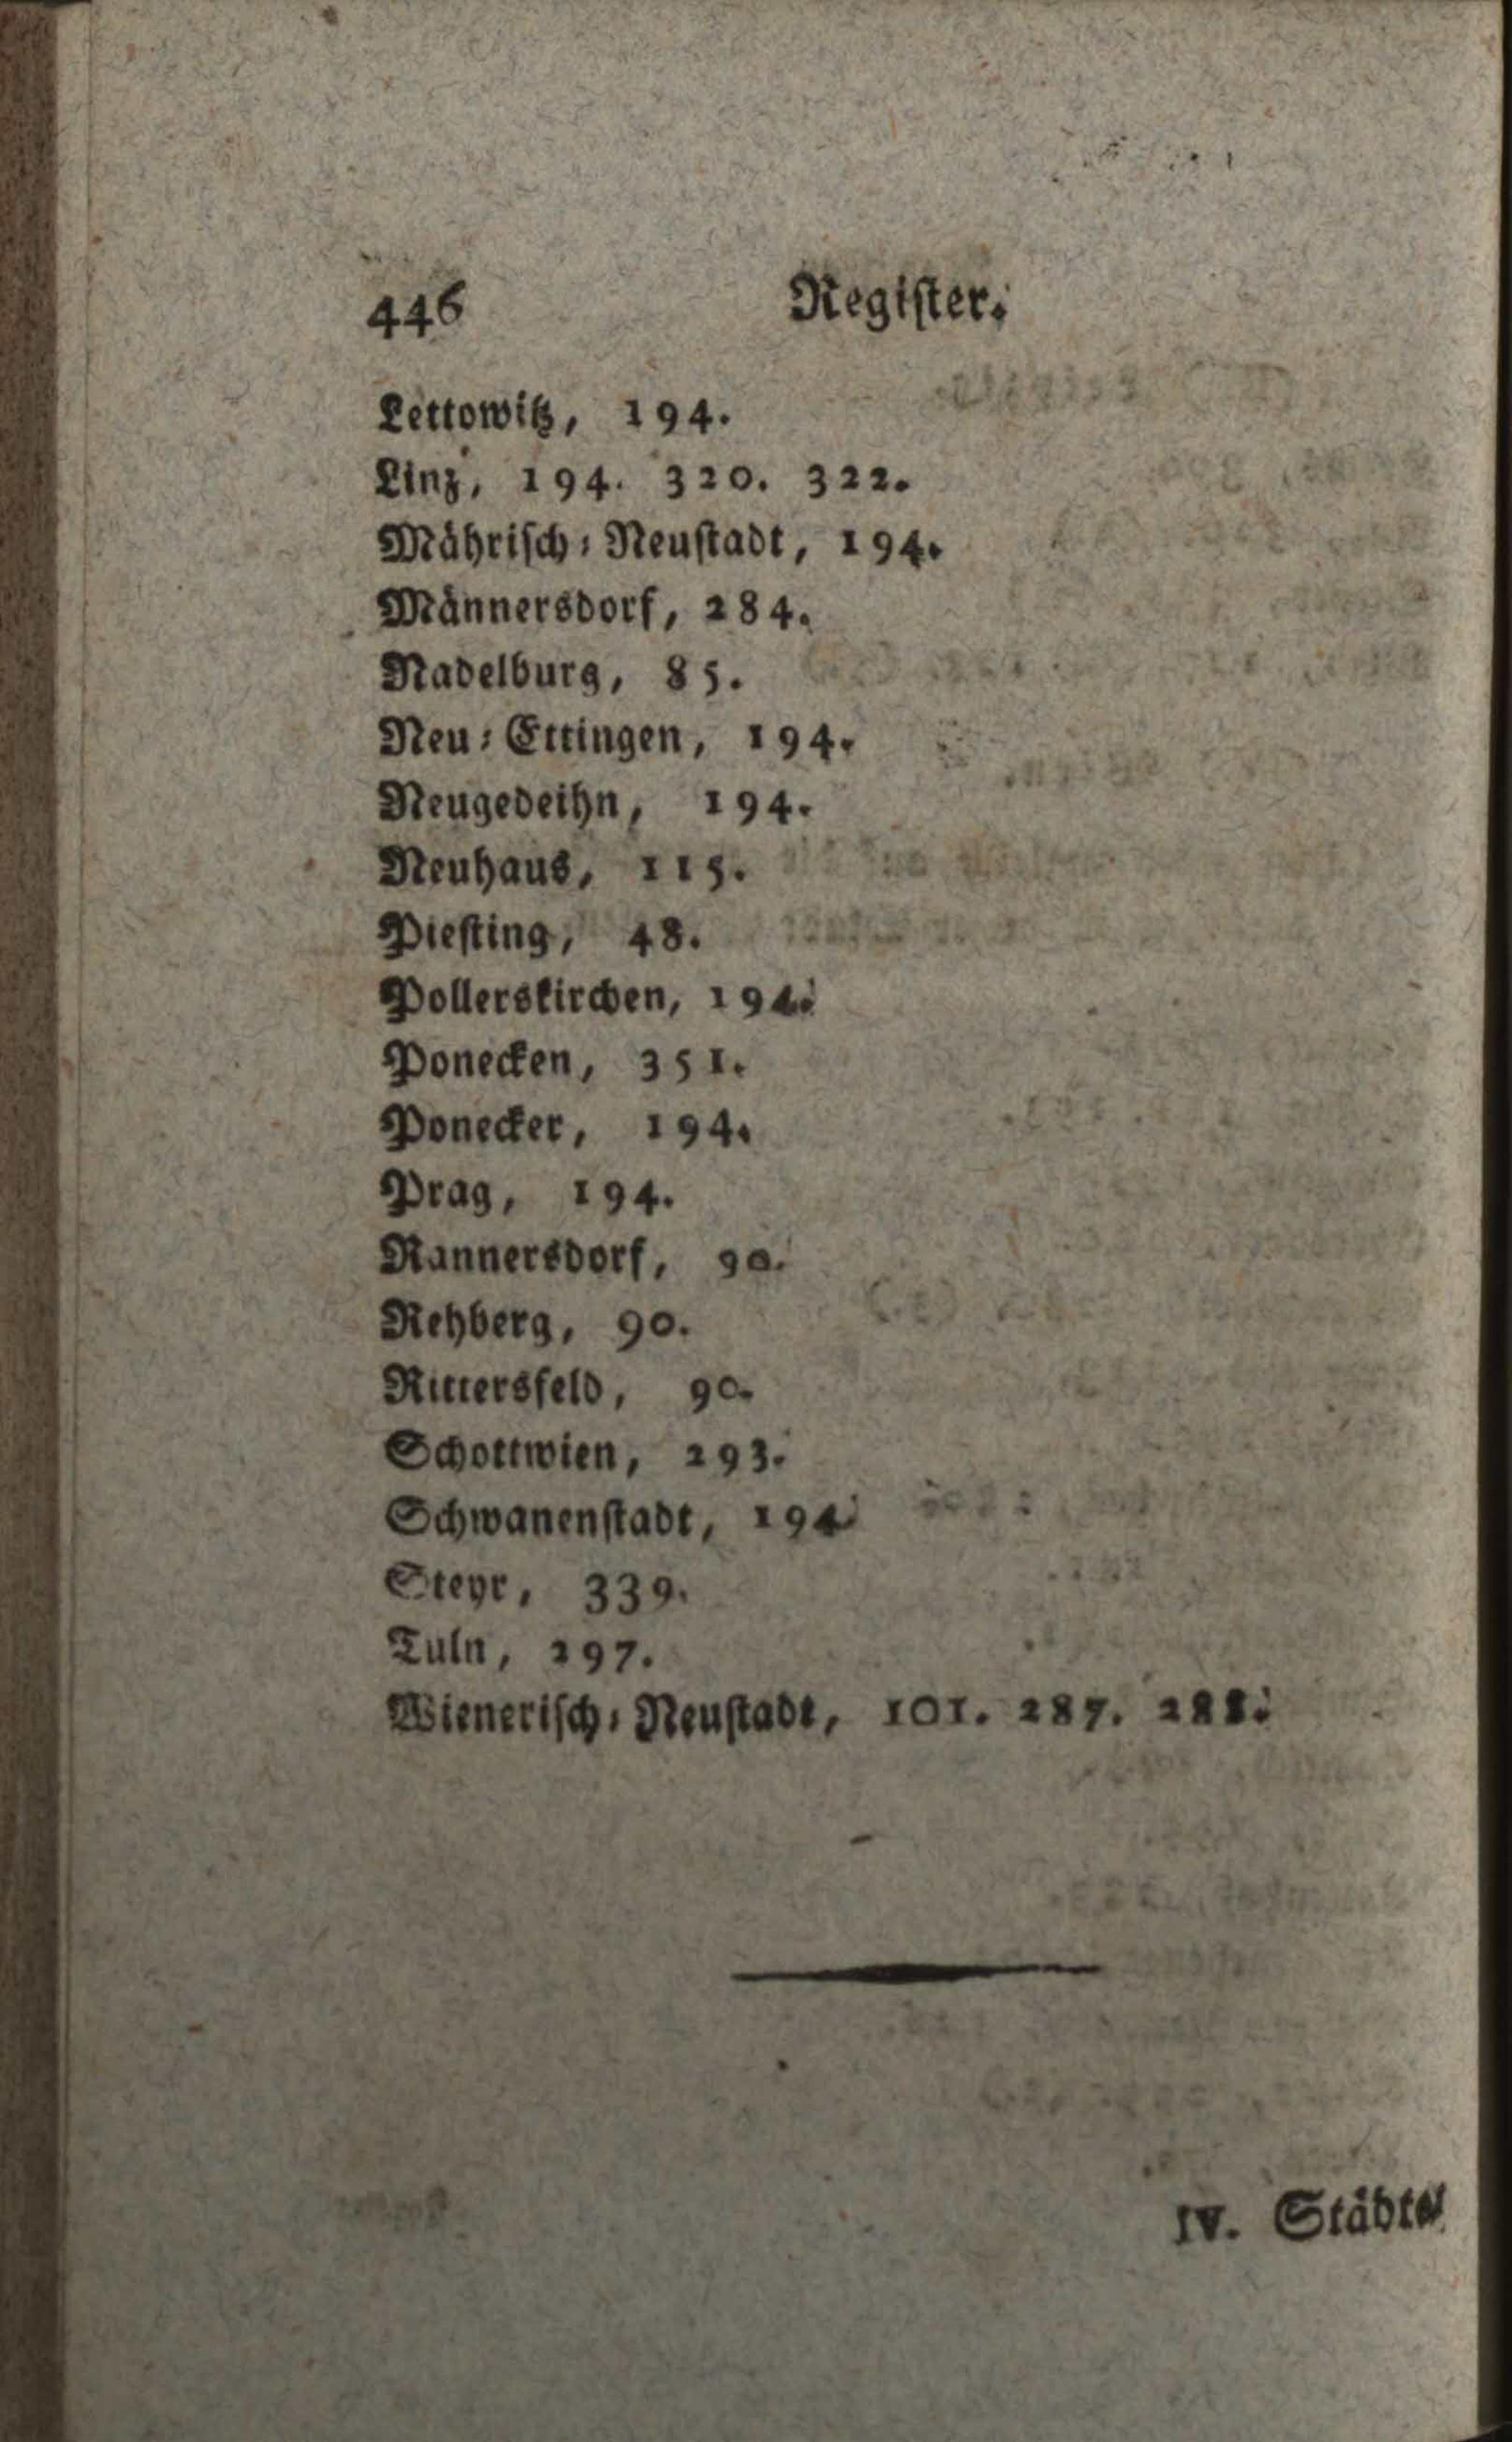 446 Register.
Lettowitz, 194.
Linz, 194. 320. 322.
Mährisch⸗Neustadt, 194.
Männersdorf, 284.
Nadelburg, 85.
Neu⸗Ettingen, 194.
Neugedeihn, 194.
Neuhaus, 115.
Piesting, 48.
Pollerskirchen, 194.
Ponecken, 351.
Ponecker, 194.
Prag, 194.
Rannersdorf, 90.
Rehberg, 90.
Rittersfeld, 90.
Schottwien, 293.
Schwanenstadt, 194.
Steyr, 339.
Tuln, 297.
Wienerisch⸗Neustadt, 101. 287. 288.
IV. Städte